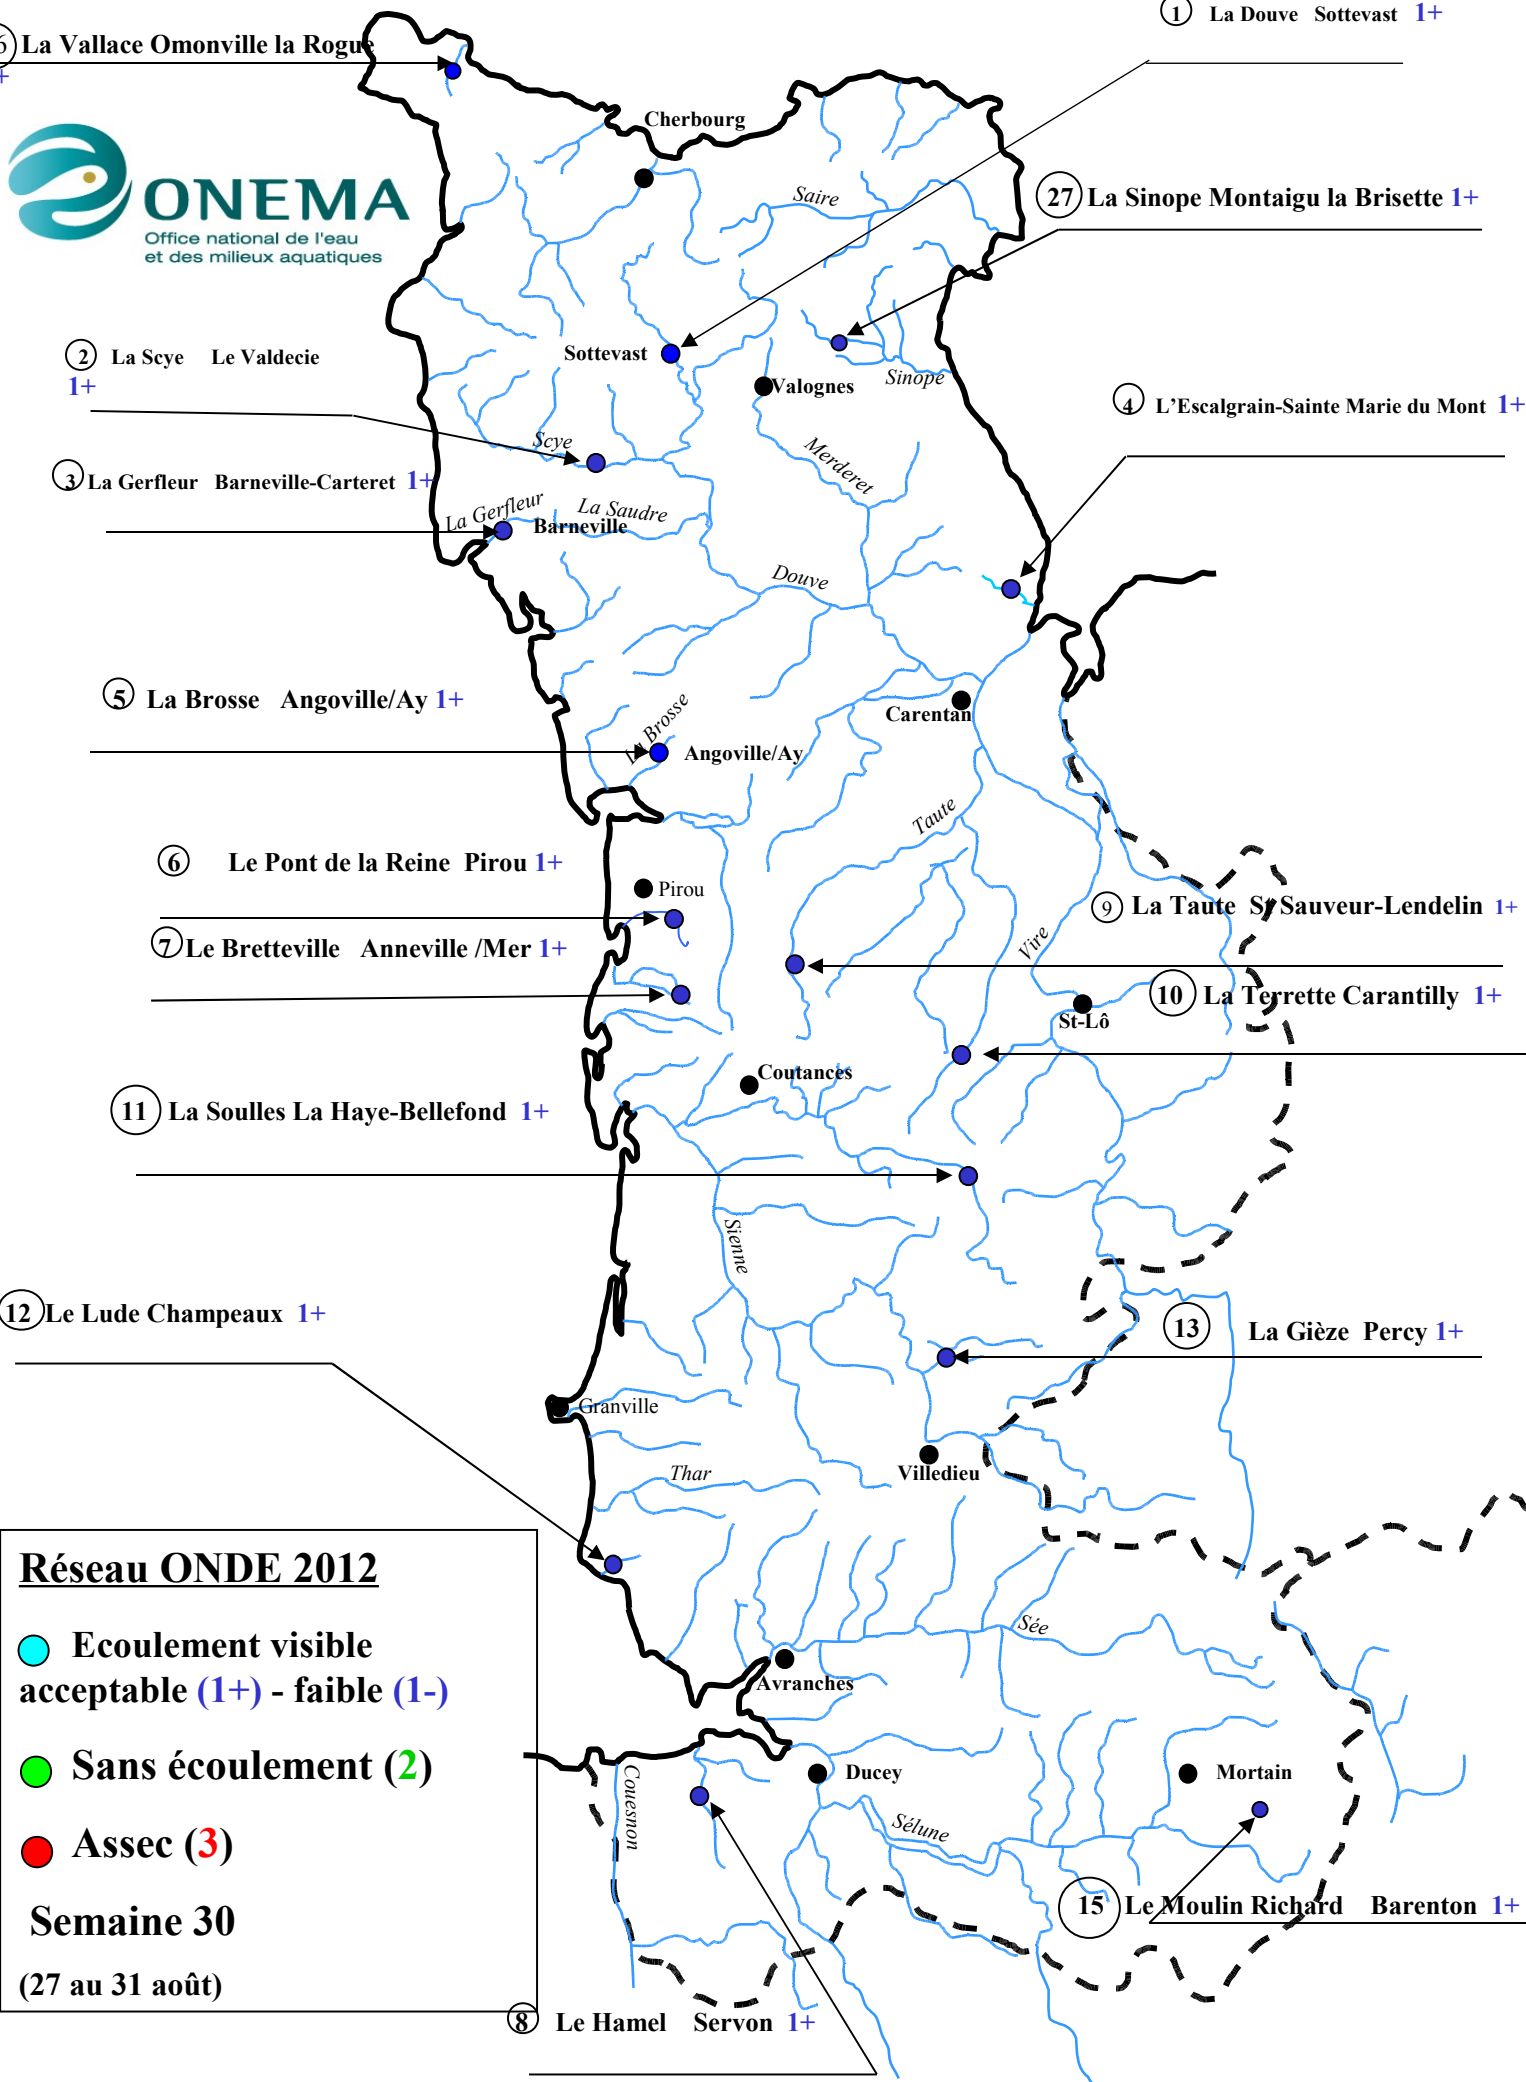 1 La Douve Sottevast 1+
6 La Vallace Omonville la Rogue
+
Cherbourg
ONEMA
Office national de l'eau
et des milieux aquatiques
Saire
27 La Sinope Montaigu la Brisette 1+
2 La Scye Le Valdecie
1+
Sottevast
Valognes
Sinope
4 L'Escalgrain-Sainte Marie du Mont 1+
Scye
Merderet
3 La Gerfleur Barneville-Carteret 1+
La Gerfleur
La Saudre
Barneville
Douve
5 La Brosse Angoville/Ay 1+
La Brosse
Carentan
Angoville/Ay
Taute
6 Le Pont de la Reine Pirou 1+
Pirou
9 La Taute St Sauveur-Lendelin 1+
7 Le Bretteville Anneville /Mer 1+
Vire
10 La Terrette Carantilly 1+
St-Lô
Coutances
11 La Soulles La Haye-Bellefond 1+
Sienne
12 Le Lude Champeaux 1+
13 La Gièze Percy 1+
Granville
Thar
Villedieu
Réseau ONDE 2012
Ecoulement visible
acceptable (1+) - faible (1-)
Sans écoulement (2)
Assec (3)
Semaine 30
(27 au 31 août)
Sée
Avranches
Couesnon
Ducey
Mortain
Sélune
15 Le Moulin Richard Barenton 1+
8 Le Hamel Servon 1+